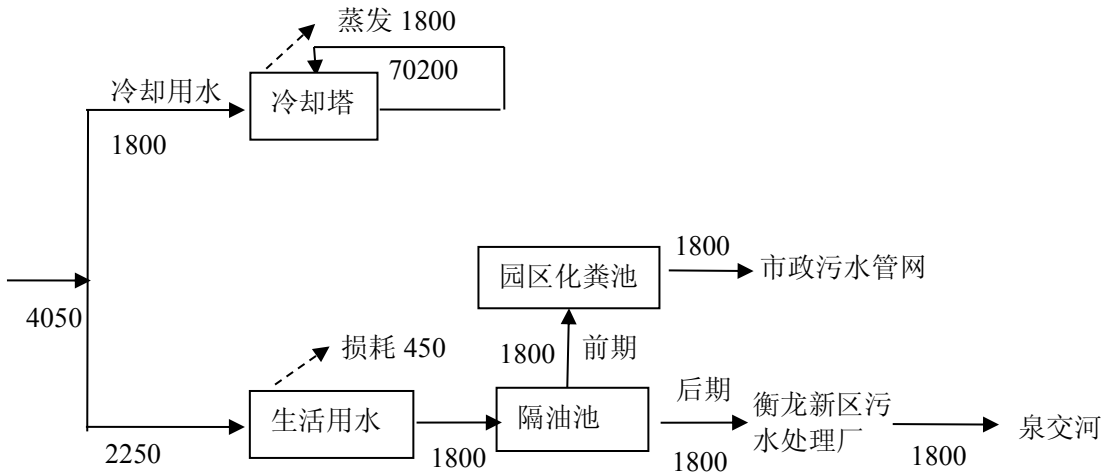 蒸发 1800
70200
冷却用水
冷却塔
1800
1800
园区化粪池
市政污水管网
4050
损耗 450
1800
前期
后期
生活用水
隔油池
衡龙新区污
水处理厂
泉交河
2250
1800
1800
1800